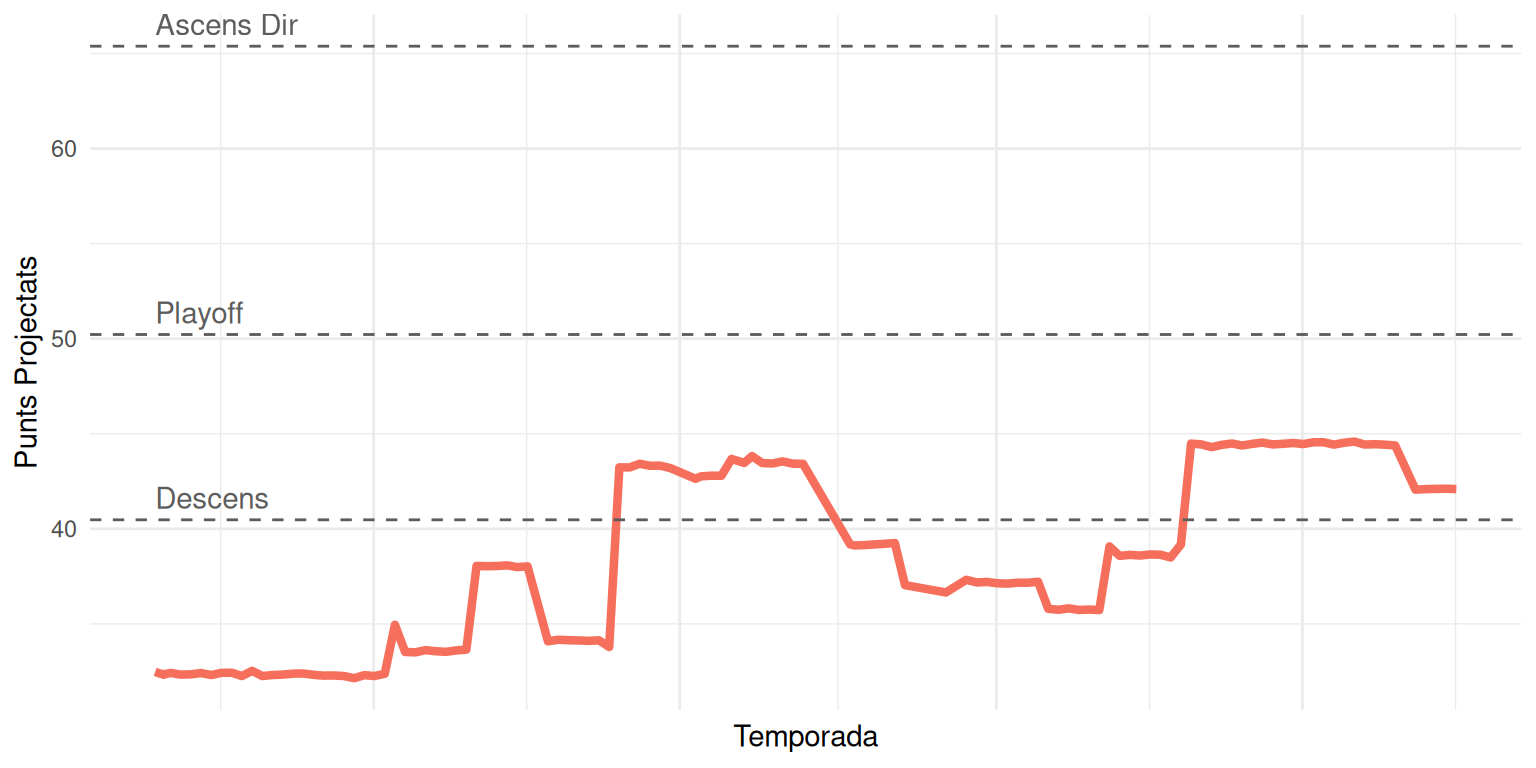 Ascens Dir
60
Playoff
50
Descens
40
Punts Projectats
Temporada